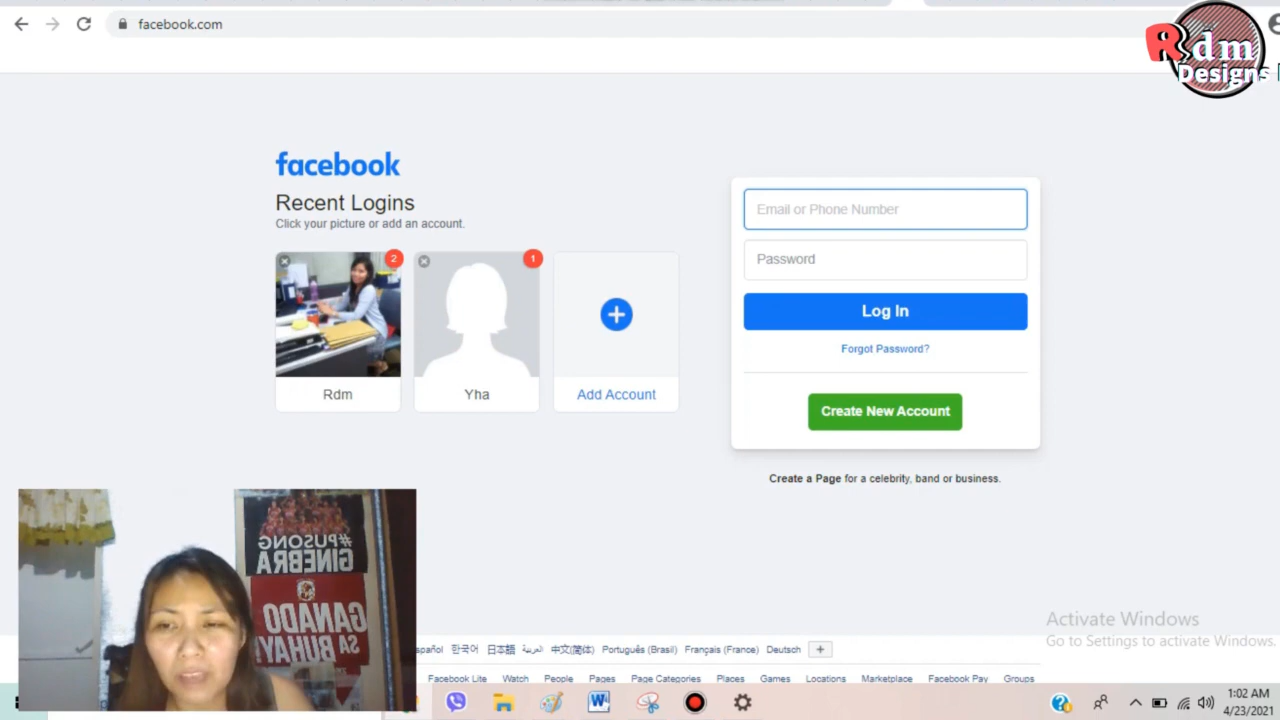 facebook.com
Rdm
Designs
facebook
Recent Logins
Click your picture or add an account.
2
1
Rdm
Yha
Add Account
Email or Phone Number
Password
Log In
Forgot Password?
Create New Account
Create a Page for a celebrity, band or business.
#PUSONG
GINEBRA
GANADO
SA BUHAY!
Activate Windows
Go to Settings to activate Windows.
한국어 日本語 العربية 中文(简体) Português (Brasil) Français (France) Deutsch +
Facebook Lite Watch People Pages Page Categories Places Games Locations Marketplace Facebook Pay Groups
1:02 AM
4/23/2021